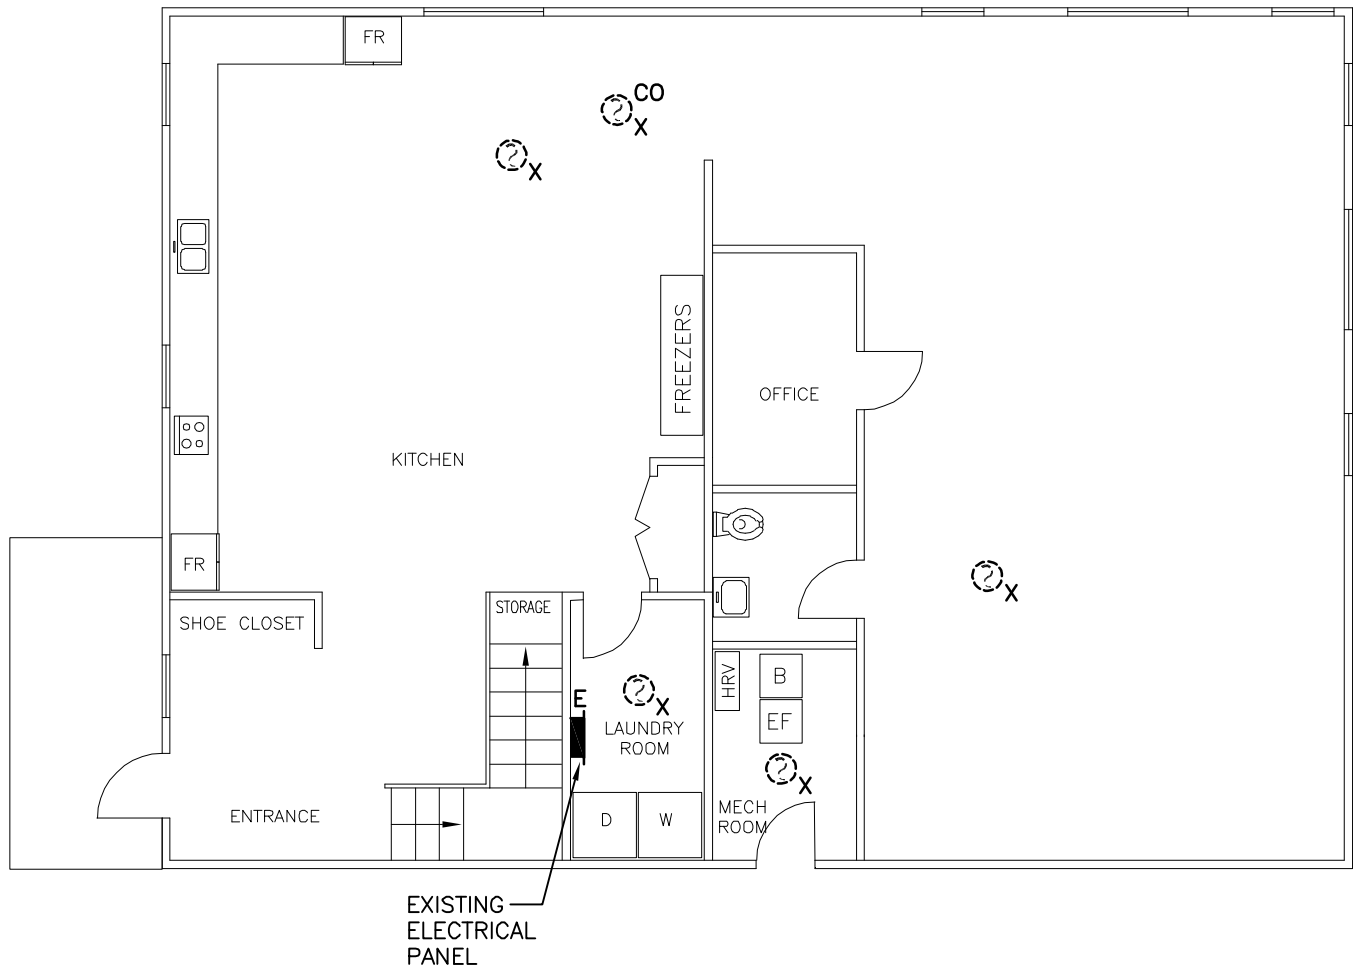 FR
CO
X
X
FREEZERS
OFFICE
KITCHEN
FR
X
STORAGE
SHOE CLOSET
HRV
B
E
X
EF
LAUNDRY
ROOM
X
MECH
ROOM
ENTRANCE
D
W
EXISTING
ELECTRICAL
PANEL